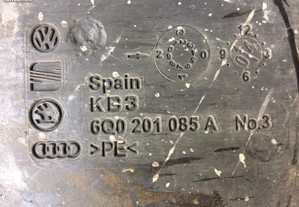 Spain
KB3
6Q0 201 085 A No.3
>PE<